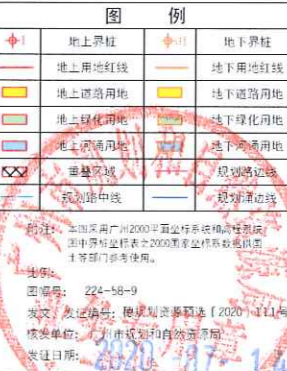 图 例
地上界桩 地下界桩
地上用地红线 地下用地红线
地上道路用地 地下道路用地
地上绿化用地 地下绿化用地
地上河涌用地 地下河涌用地
重叠区域 规划路边线
规划路中线 规划涌边线
附注: 本图采用广州2000平面坐标系统和高程系统
图中界桩坐标表之2000国家坐标系数据供国
土等部门参考使用。
比例:
图幅号: 224-58-9
发文/发证编号: 穗规划资源预选〔2020〕111号
核发单位: 广州市规划和自然资源局
发证日期: 2020